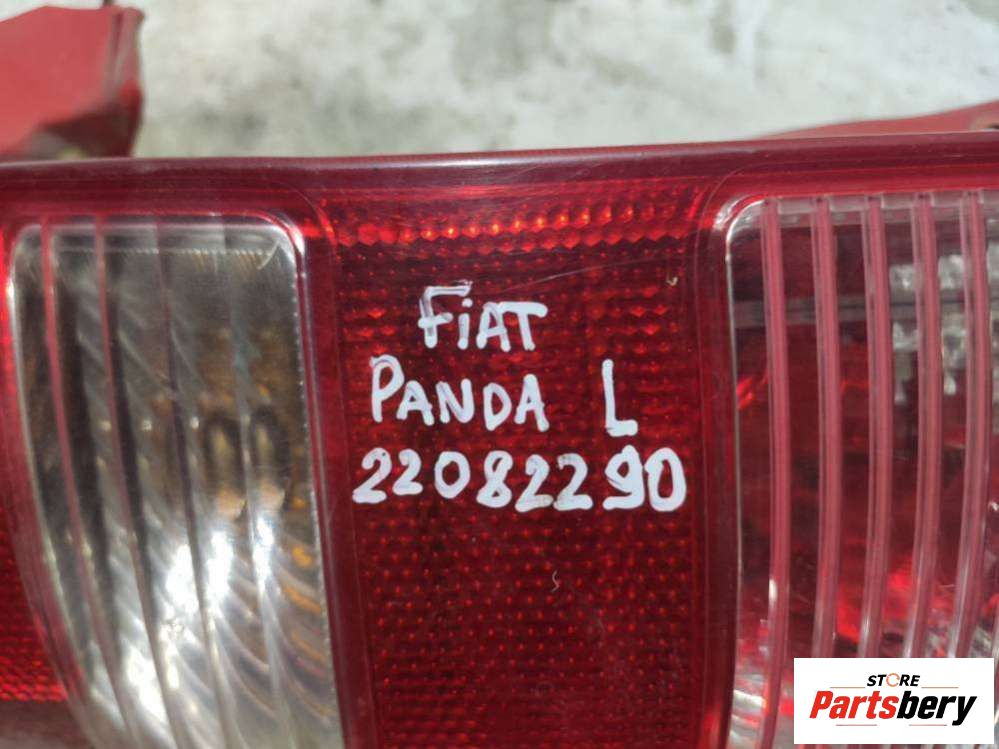 FiAT
PANDA L
22082290
STORE
Partsbery